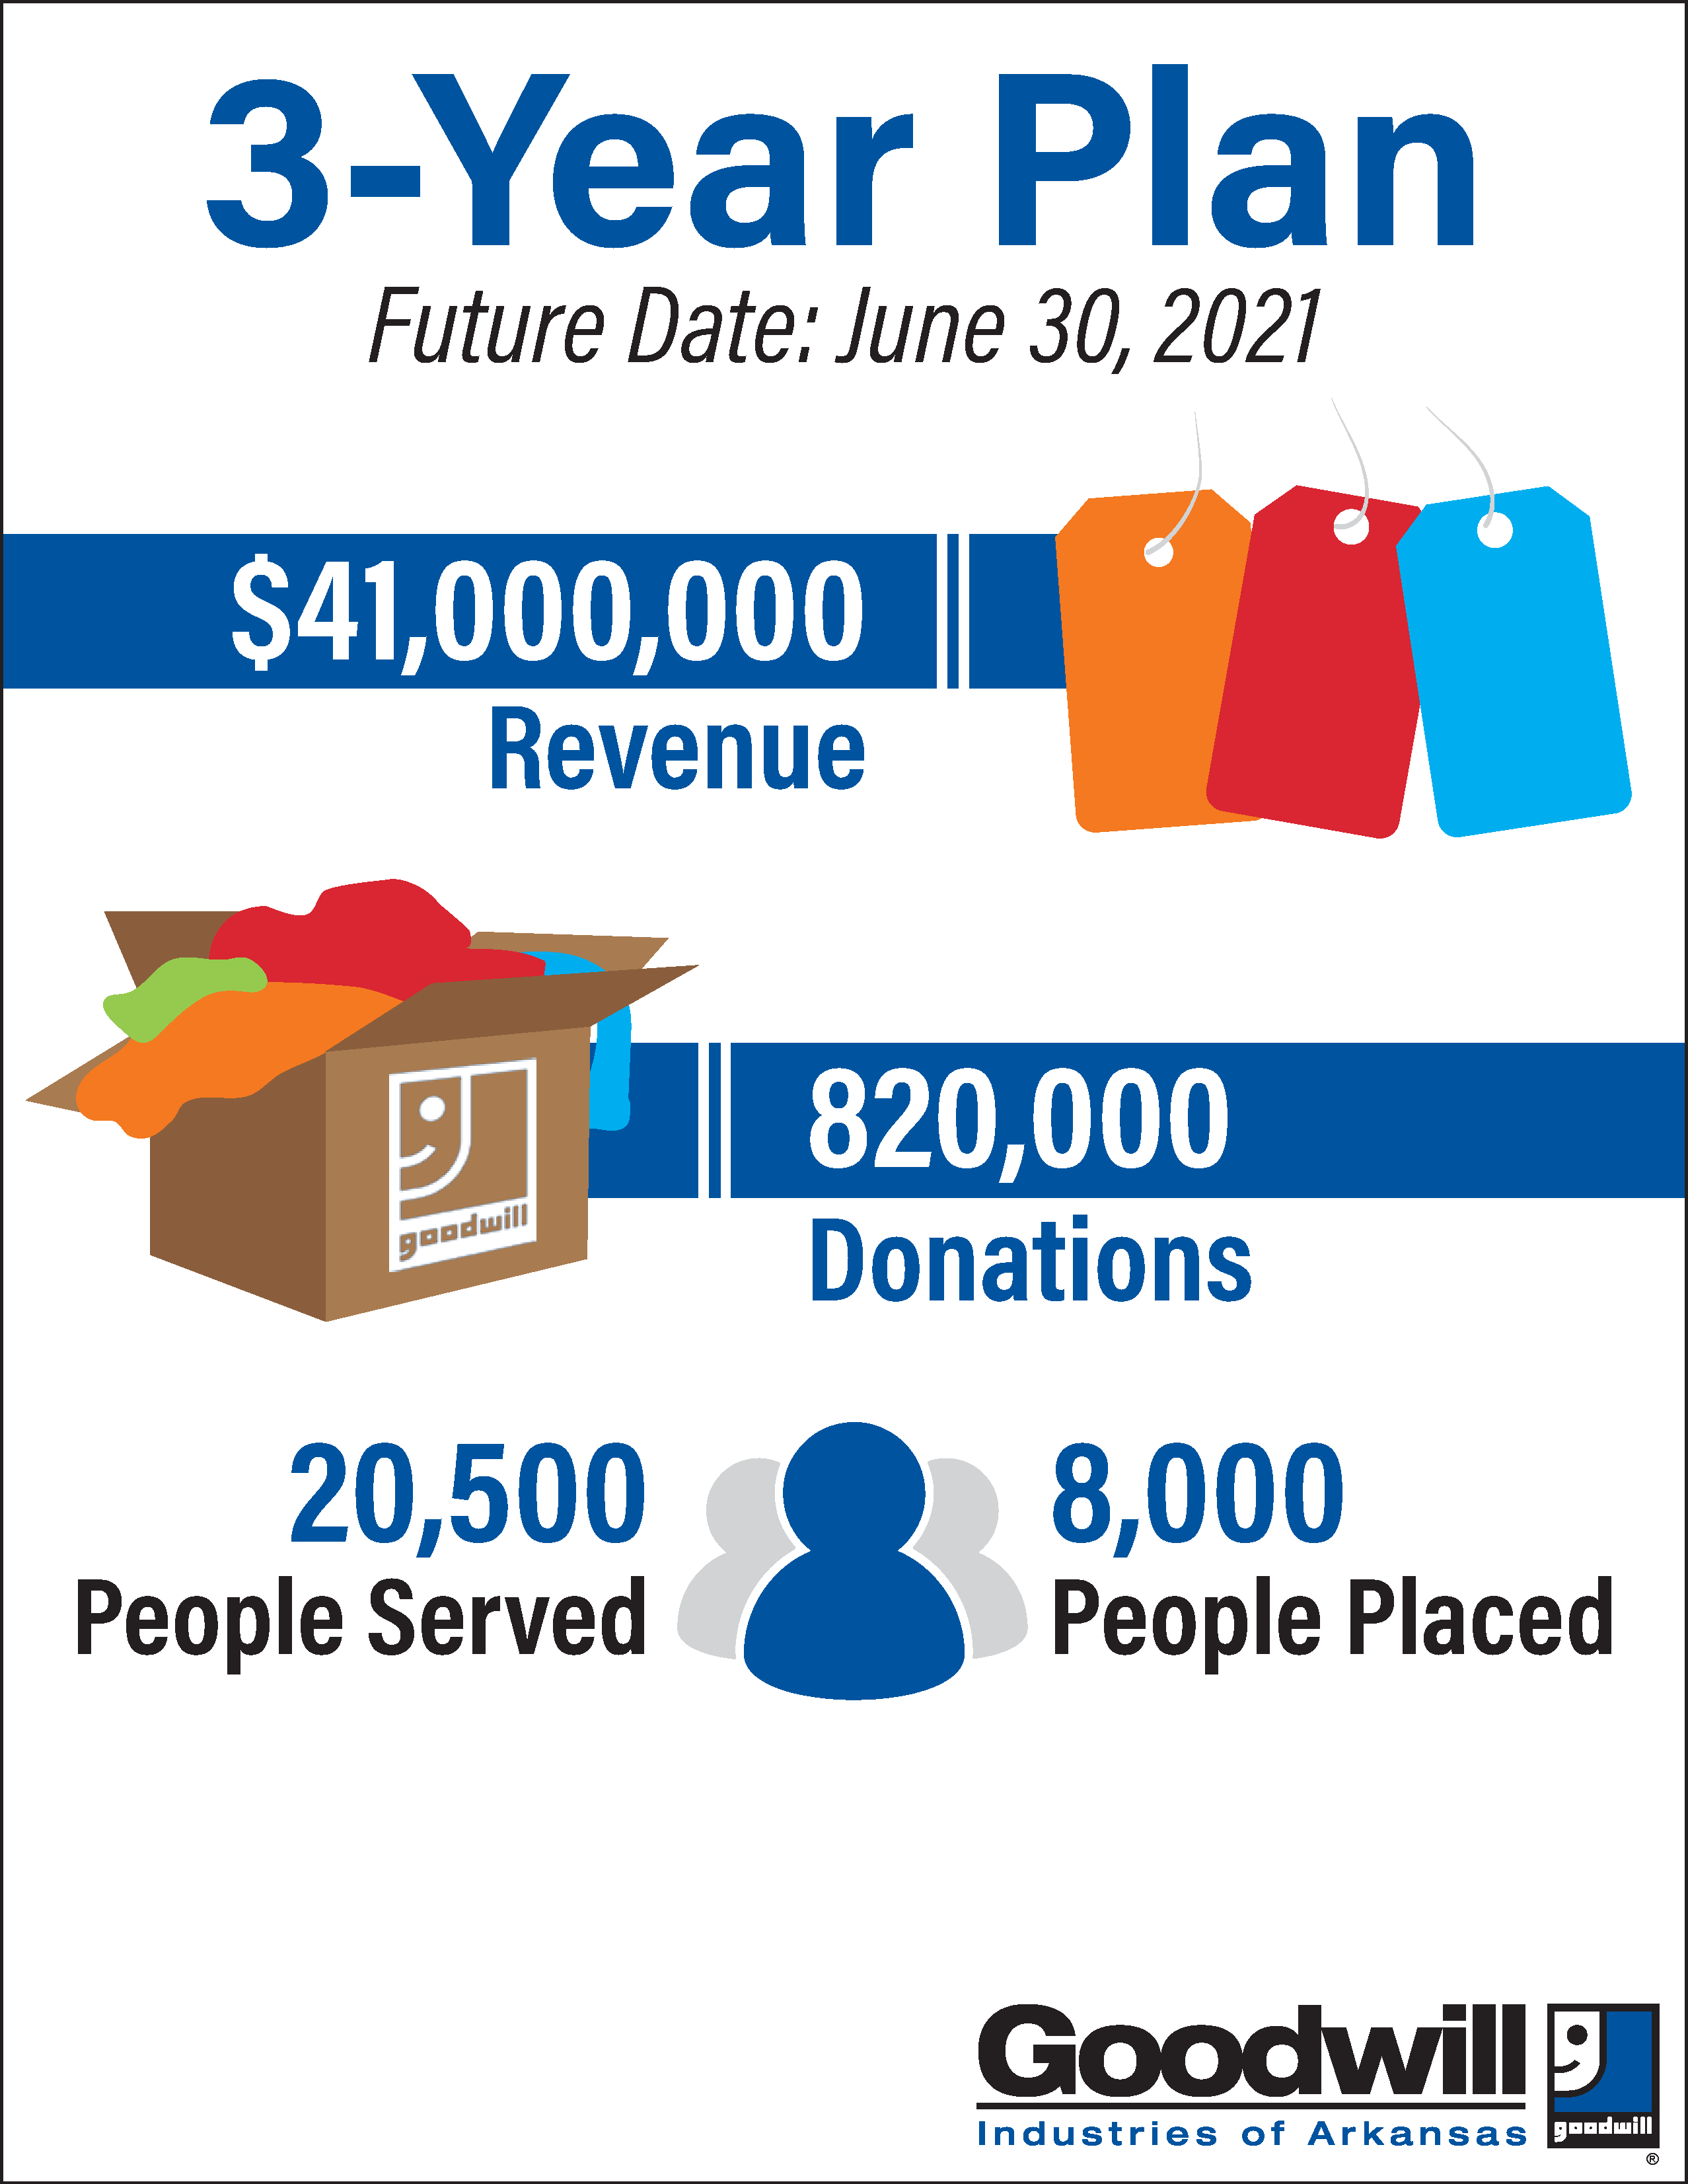 3-Year Plan
Future Date: June 30, 2021
$41,000,000
Revenue
goodwill
820,000
Donations
20,500
People Served
8,000
People Placed
Goodwill
Industries of Arkansas
goodwill
®